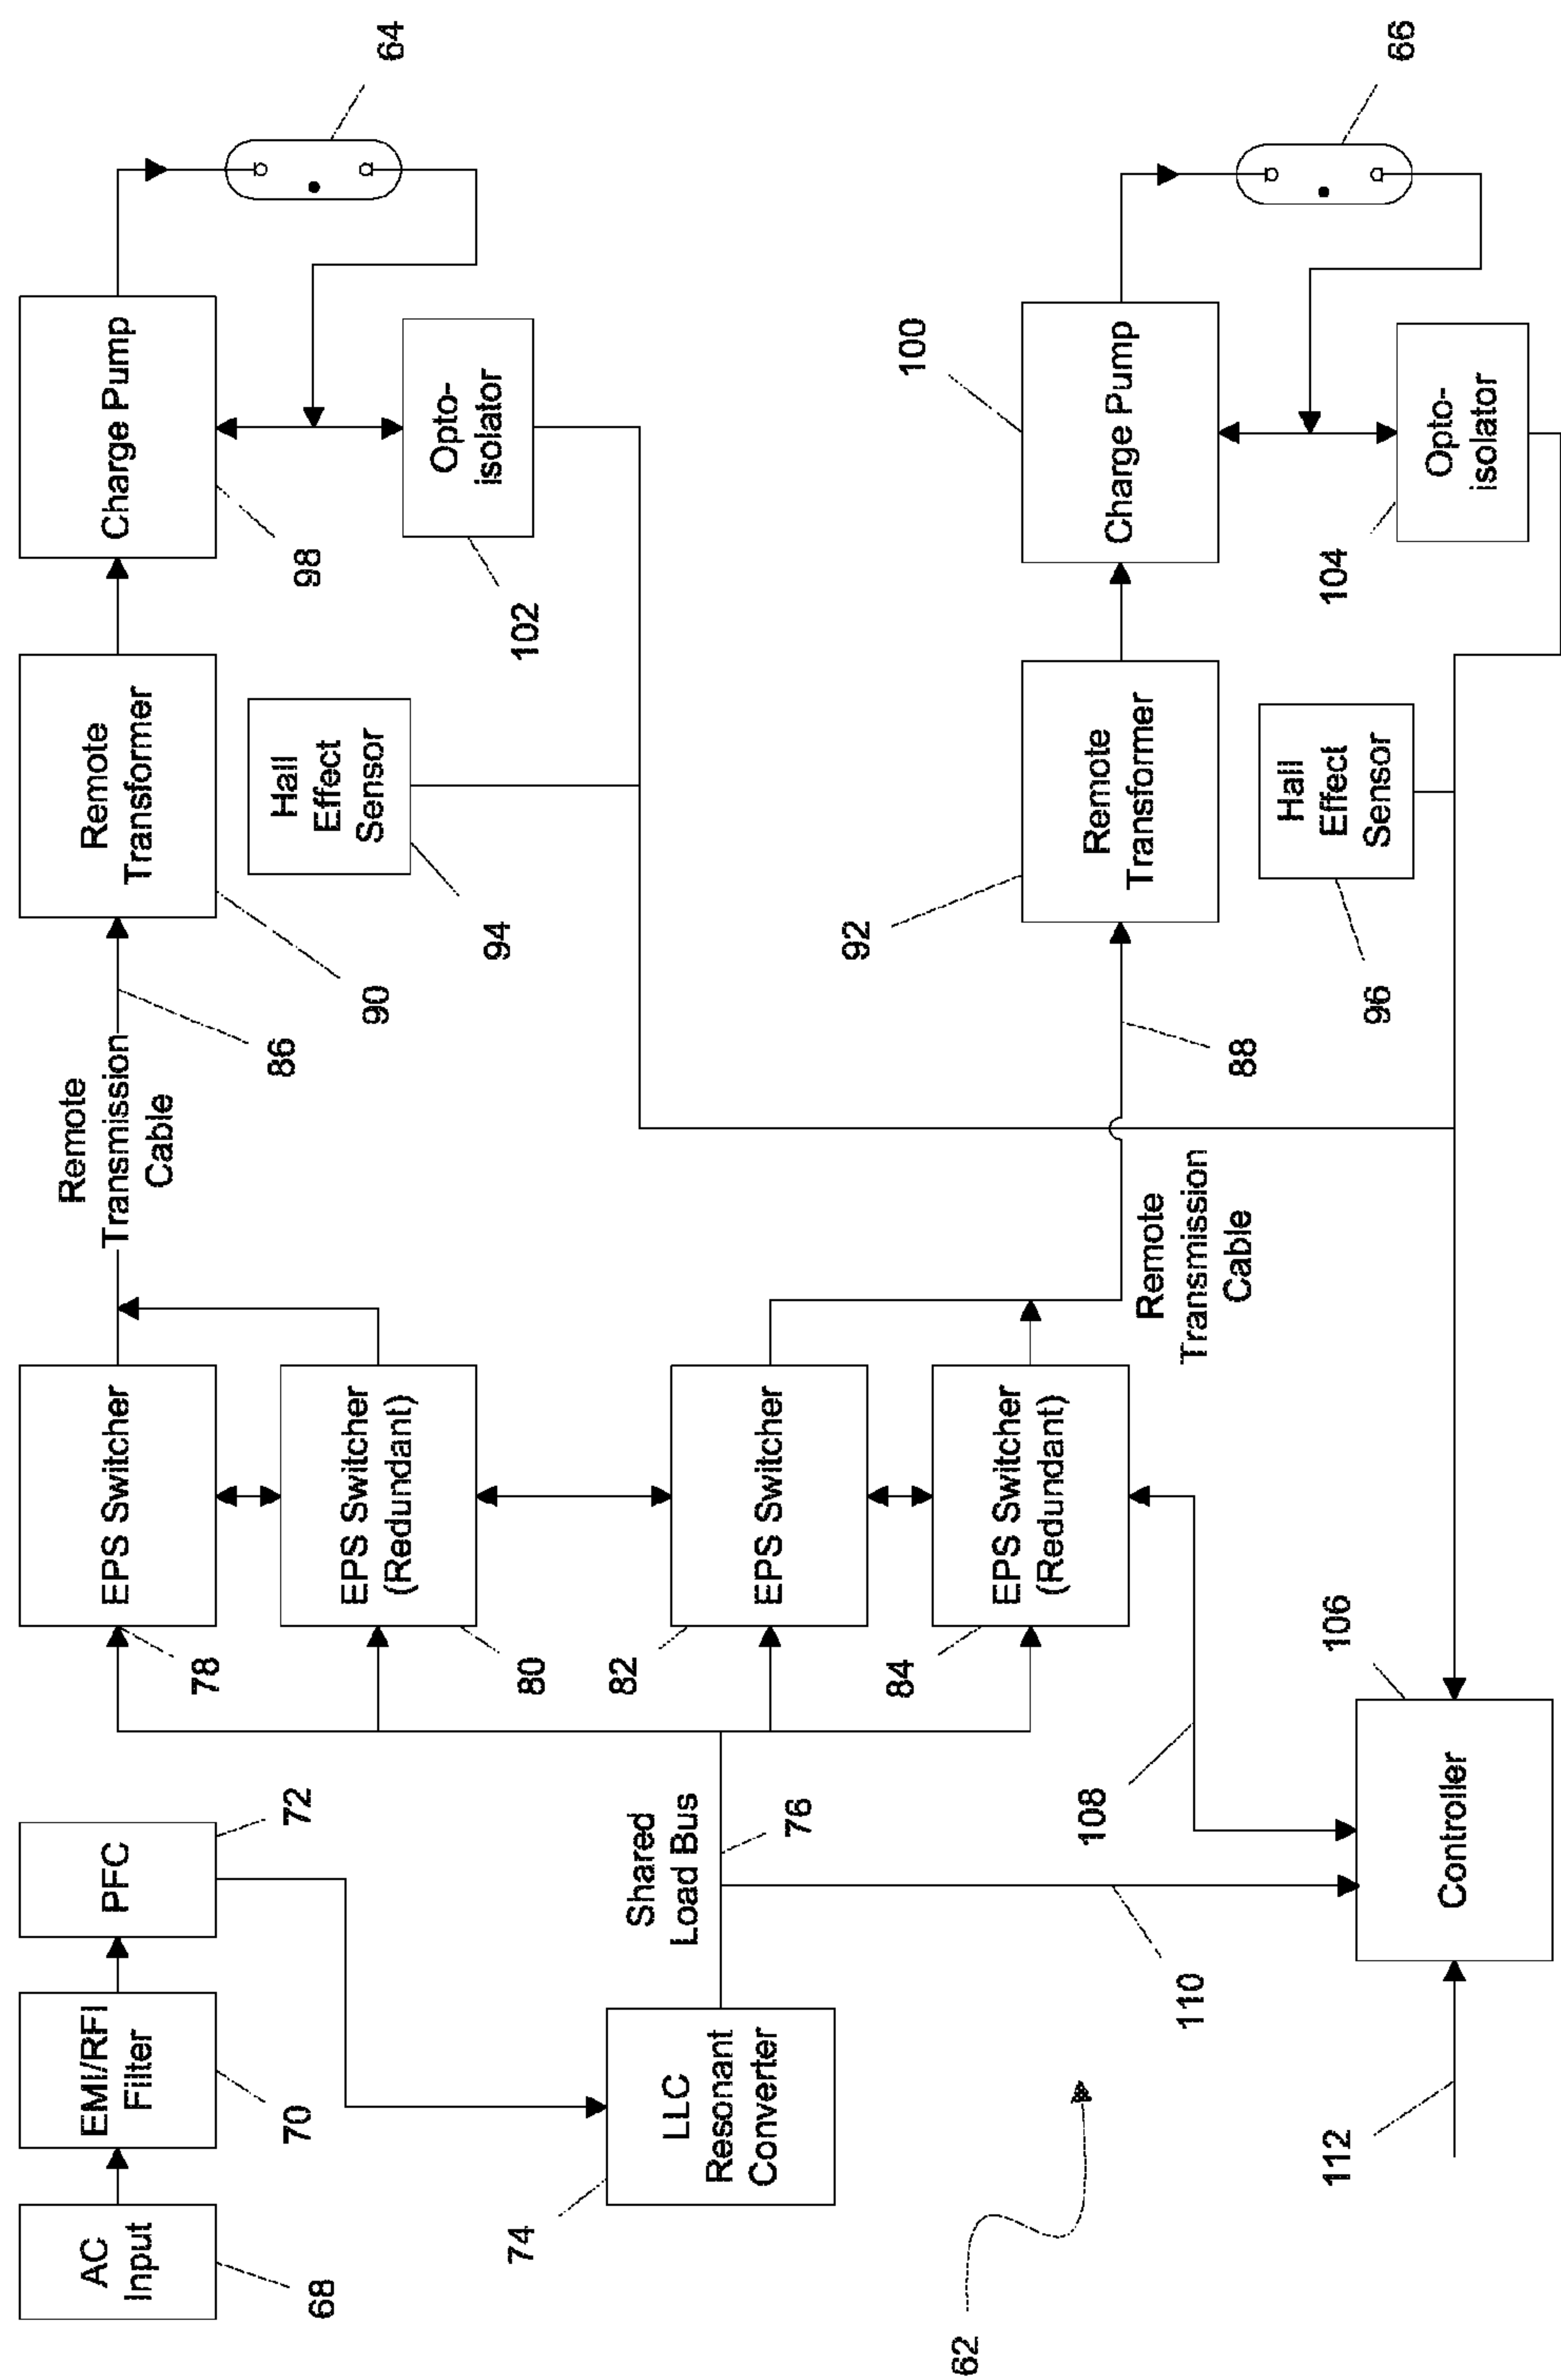 AC
Input
68
EMI/RFI
Filter
70
PFC
72
LLC
Resonant
Converter
74
Shared
Load Bus
76
EPS Switcher
78
EPS Switcher
(Redundant)
80
EPS Switcher
82
EPS Switcher
(Redundant)
84
Remote
Transmission
Cable
86
Remote
Transmission
Cable
88
Remote
Transformer
90
Remote
Transformer
92
Hall
Effect
Sensor
94
Hall
Effect
Sensor
96
Charge Pump
98
Charge Pump
100
Opto-
isolator
102
Opto-
isolator
104
64
66
Controller
106
108
110
112
62